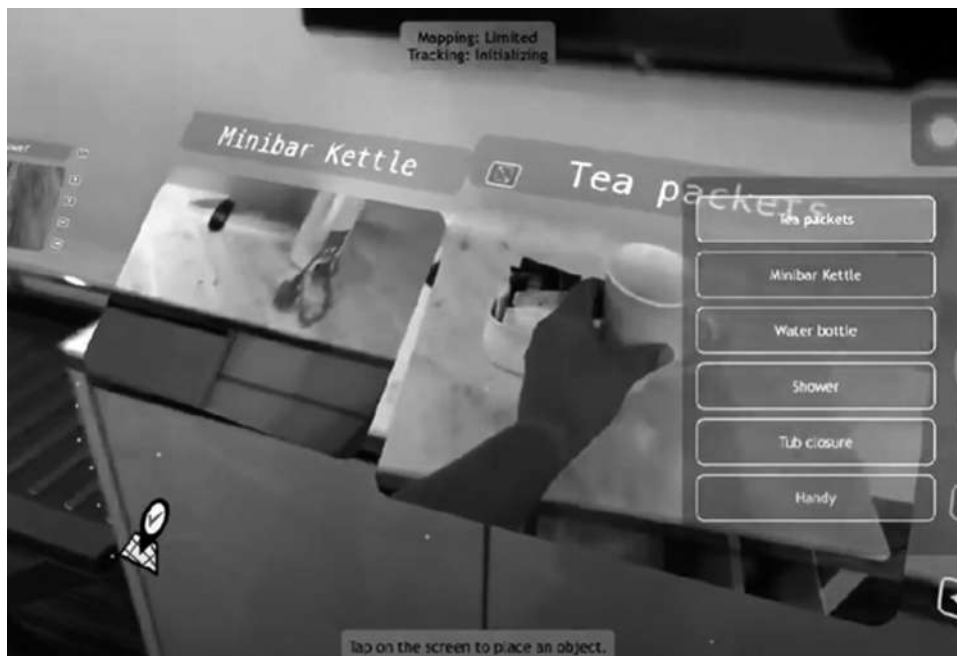 Mapping: Limited
Tracking: Initializing
Minibar Kettle
Tea packets
Tea packets
Minibar Kettle
Water bottle
Shower
Tub closure
Handy
Tap on the screen to place an object.